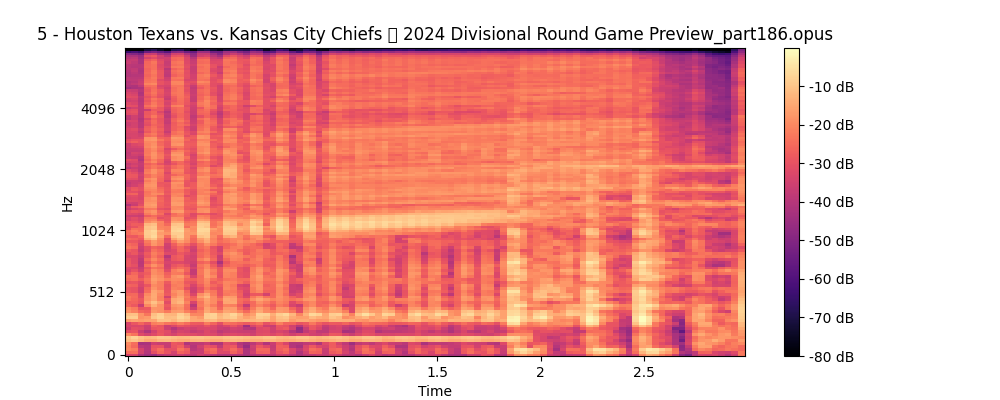 5 - Houston Texans vs. Kansas City Chiefs ▯ 2024 Divisional Round Game Preview_part186.opus
Hz
4096
2048
1024
512
0
0 0.5 1 1.5 2 2.5
Time
-10 dB
-20 dB
-30 dB
-40 dB
-50 dB
-60 dB
-70 dB
-80 dB